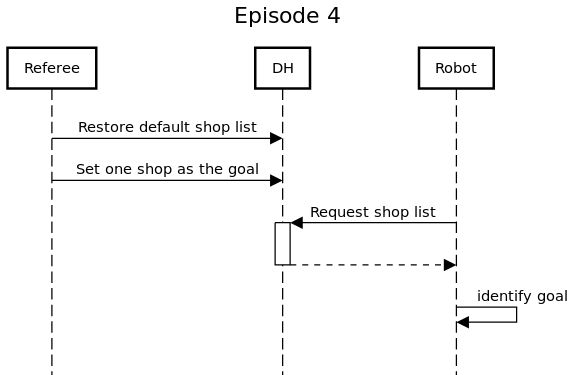 Episode 4
Referee
DH
Robot
Restore default shop list
Set one shop as the goal
Request shop list
identify goal